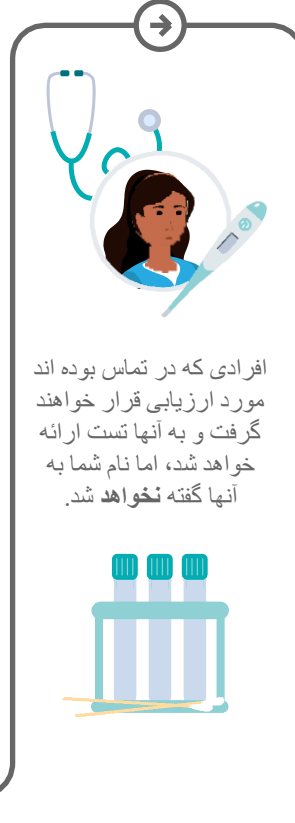 افرادی که در تماس بوده اند
مورد ارزیابی قرار خواهند
گرفت و به آنها تست ارائه
خواهد شد، اما نام شما به
آنها گفته نخواهد شد.